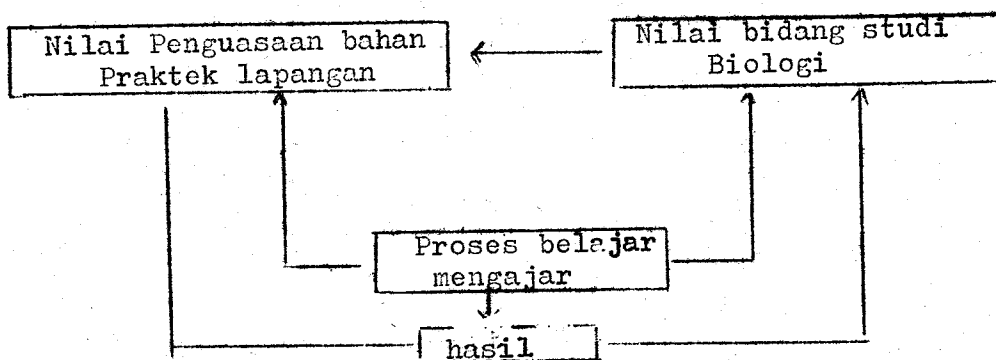 Nilai Penguasaan bahan
Praktek lapangan
Nilai bidang studi
Biologi
Proses belajar
mengajar
hasil